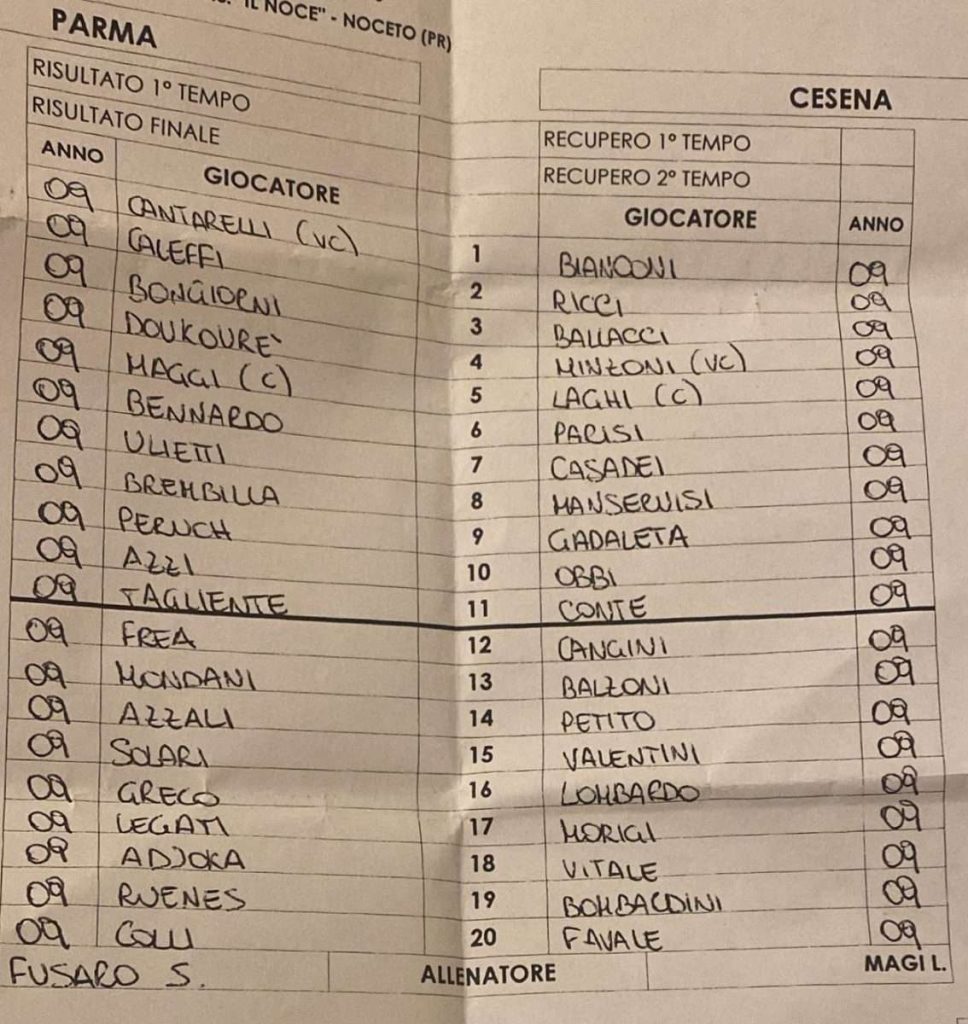 "IL NOCE" - NOCETO (PR)
PARMA CESENA
RISULTATO 1° TEMPO RECUPERO 1° TEMPO
RISULTATO FINALE RECUPERO 2° TEMPO
ANNO GIOCATORE GIOCATORE ANNO
09 CANTARELLI (VC) 1 BIANCONI 09
09 CALEFFI 2 RICCI 09
09 BONGIORNI 3 BALLACCI 09
09 DOUKOURE` 4 MINZONI (VC) 09
09 MAGGI (C) 5 LAGHI (C) 09
09 BENNARDO 6 PARISI 09
09 ULIETTI 7 CASADEI 09
09 BREMBILLA 8 MANSERVISI 09
09 PERUCH 9 GADALETA 09
09 AZZI 10 OBBI 09
09 TAGLIENTE 11 CONTE 09
09 FREA 12 CANGINI 09
09 MONDANI 13 BALZONI 09
09 AZZALI 14 PETITO 09
09 SOLARI 15 VALENTINI 09
09 GRECO 16 LOMBARDO 09
09 LEGATI 17 MORIGI 09
09 ADJOKA 18 VITALE 09
09 19 BOMBARDINI 09
09 COLLI 20 FAVALE 09
FUSARO S. ALLENATORE MAGI L.